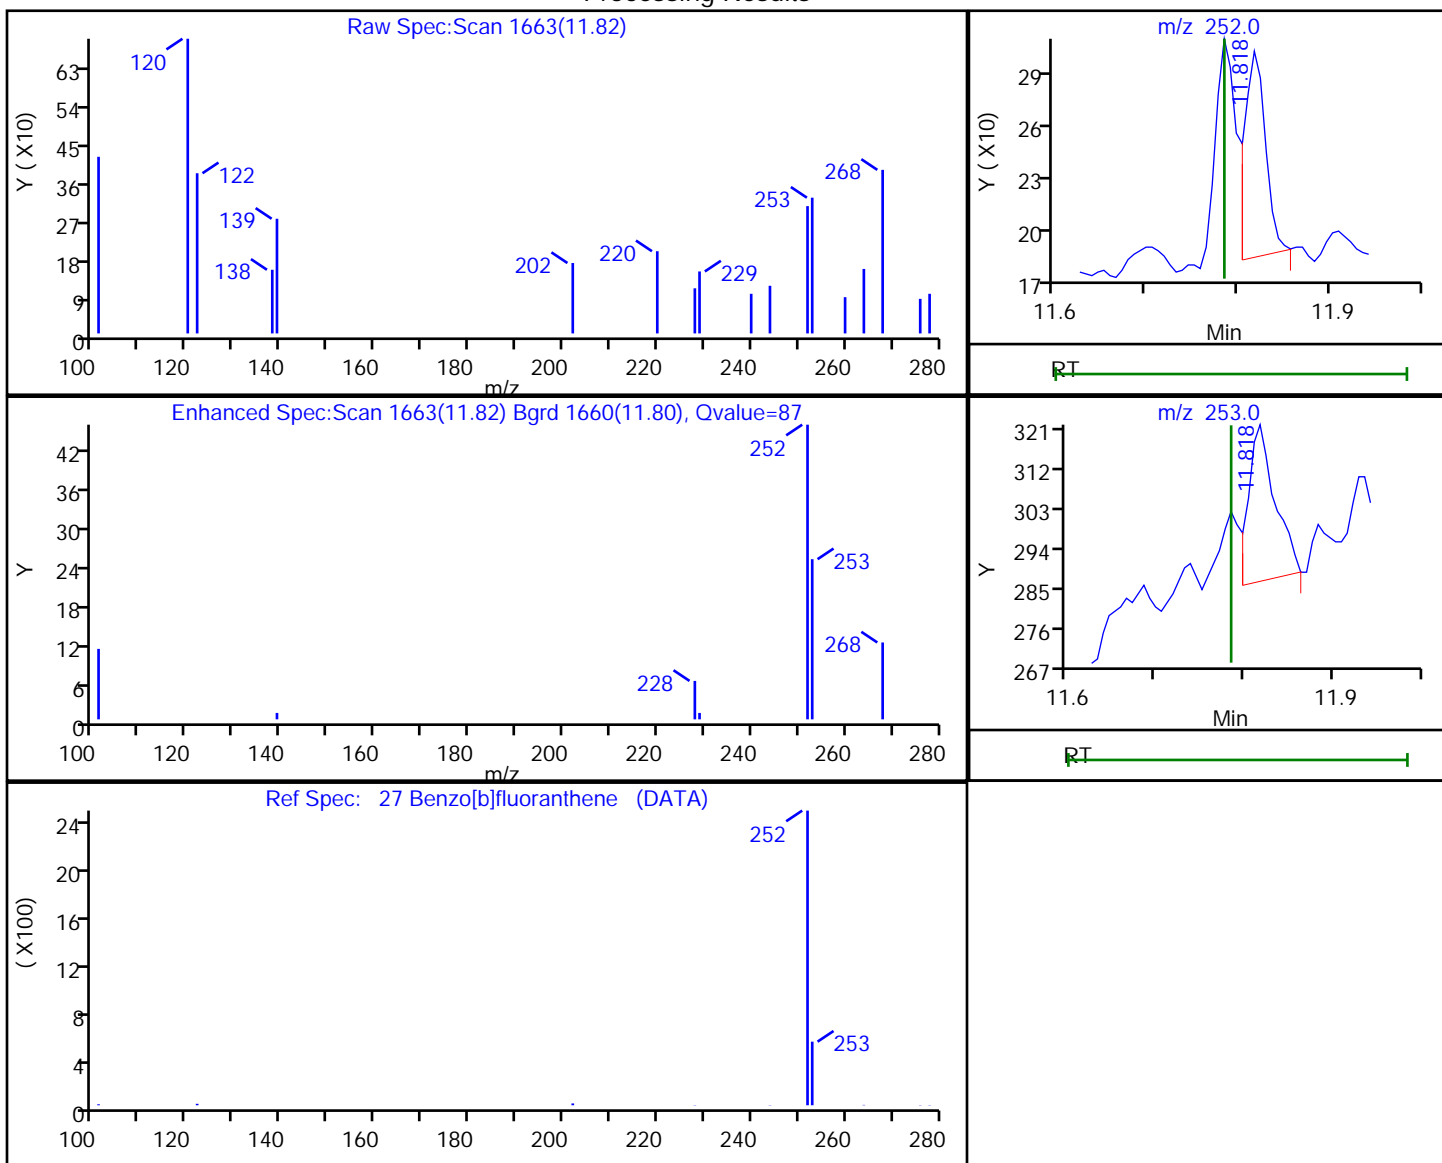 Processing Results
Raw Spec:Scan 1663(11.82)
Y ( X10)
63
54
45
36
27
18
9
0
120
122
139
138
202
220
229
253
268
100 120 140 160 180 200 220 240 260 280
m/z
m/z 252.0
Y ( X10)
29
26
23
20
17
11.818
11.6 11.9
Min
RT
Enhanced Spec:Scan 1663(11.82) Bgrd 1660(11.80), Qvalue=87
Y
42
36
30
24
18
12
6
0
252
253
268
228
100 120 140 160 180 200 220 240 260 280
m/z
m/z 253.0
Y
321
312
303
294
285
276
267
11.818
11.6 11.9
Min
RT
Ref Spec: 27 Benzo[b]fluoranthene (DATA)
( X100)
24
20
16
12
8
4
0
252
253
100 120 140 160 180 200 220 240 260 280